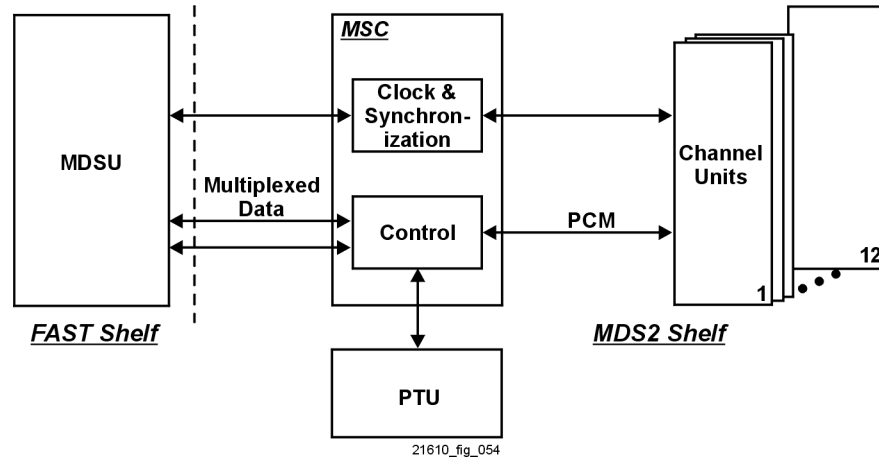 MSC
Clock &
Synchron-
ization
MDSU
Channel
Units
Multiplexed
Data
Control
PCM
12
1
FAST Shelf
MDS2 Shelf
PTU
21610_fig_054